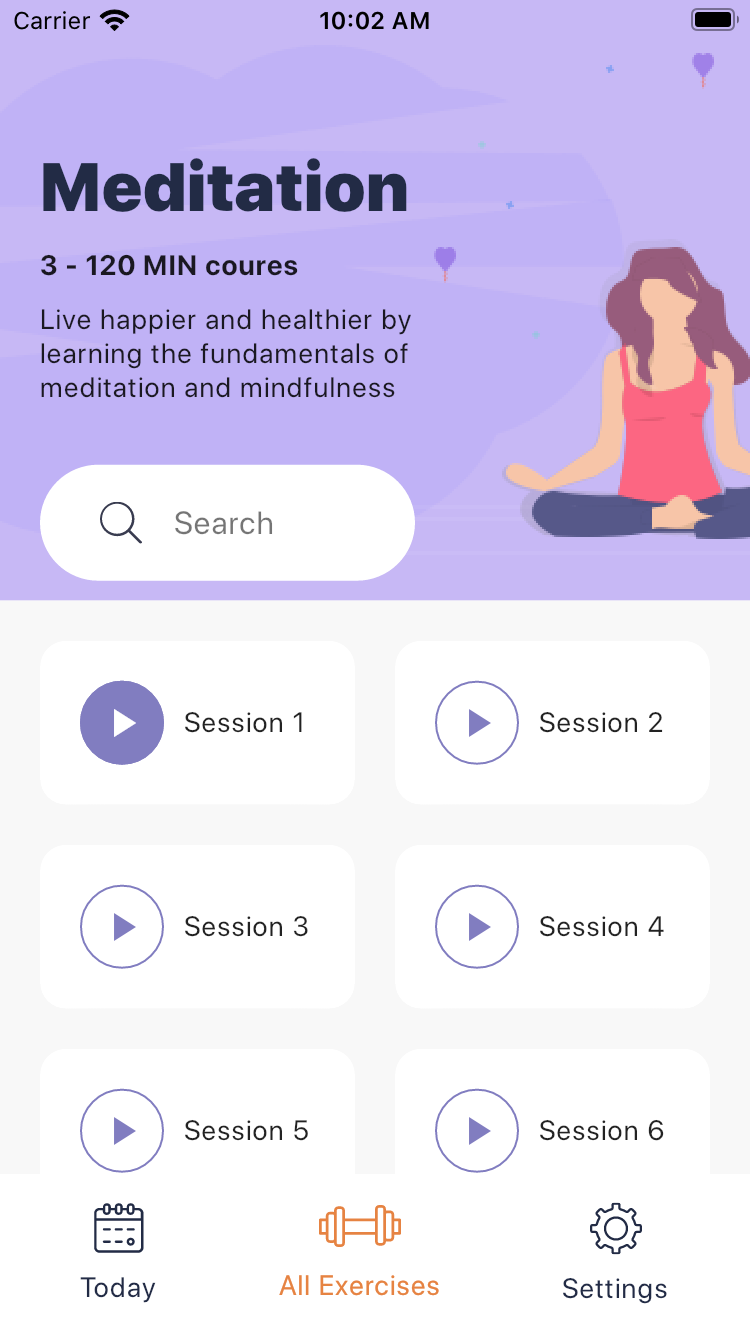 Carrier 10:02 AM
Meditation
3 - 120 MIN coures
Live happier and healthier by
learning the fundamentals of
meditation and mindfulness
Search
Session 1 Session 2
Session 3 Session 4
Session 5 Session 6
Today All Exercises Settings